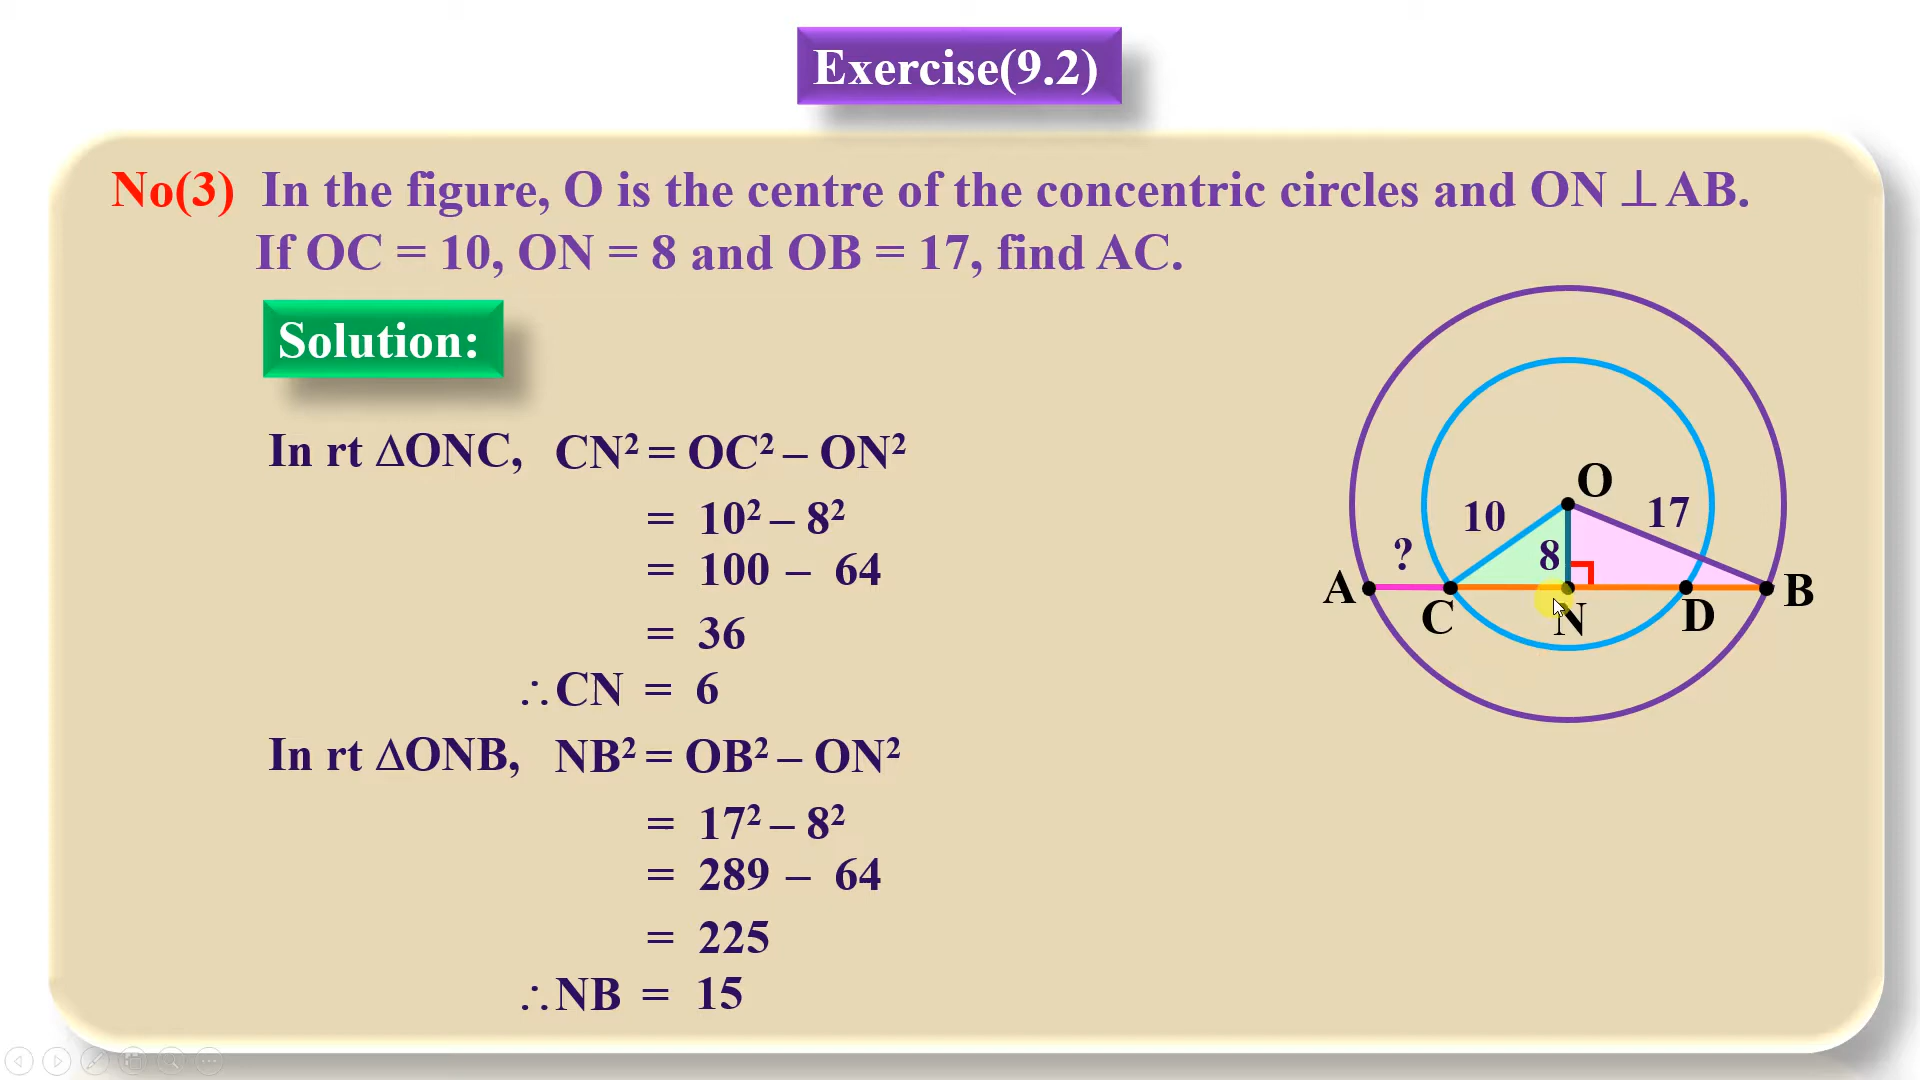 Exercise(9.2)
No(3) In the figure, O is the centre of the concentric circles and ON ⊥ AB.
If OC = 10, ON = 8 and OB = 17, find AC.
Solution:
In rt ΔONC, CN² = OC² – ON²
= 10² – 8²
= 100 – 64
= 36
∴CN = 6
In rt ΔONB, NB² = OB² – ON²
= 17² – 8²
= 289 – 64
= 225
∴NB = 15
O
10
17
?
8
A
B
C
N
D